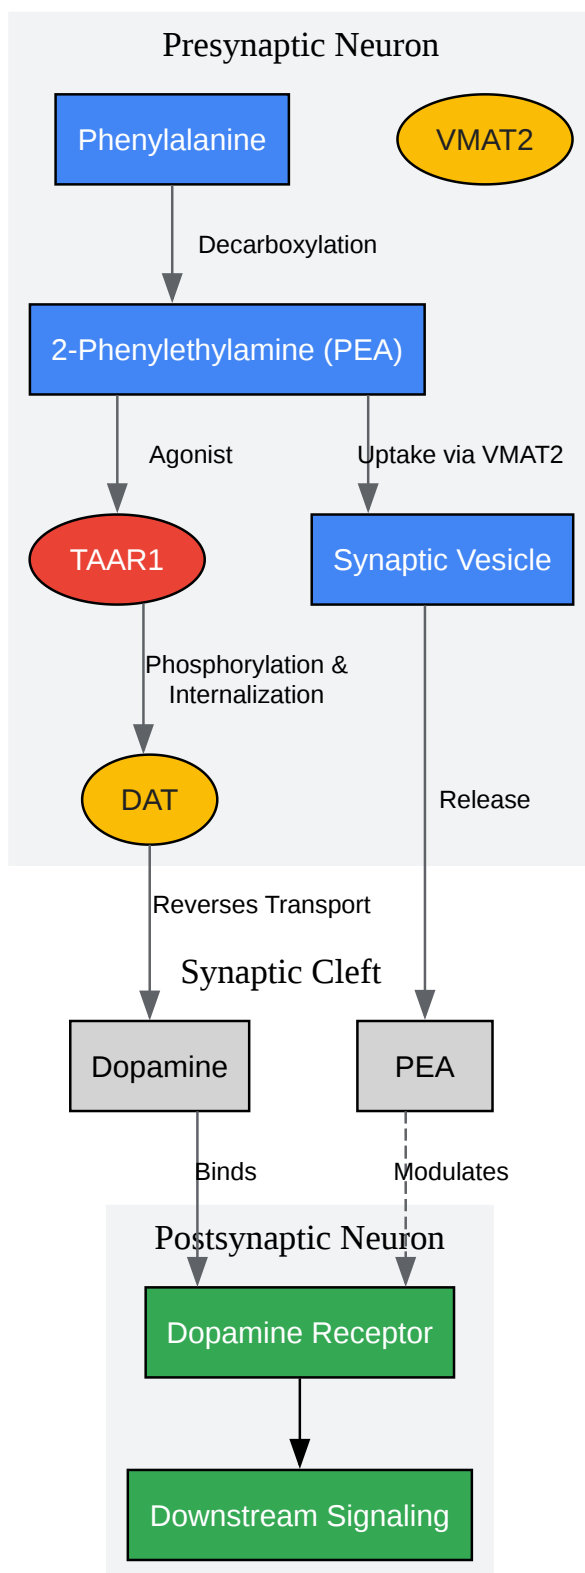 Presynaptic Neuron
Phenylalanine
VMAT2
Decarboxylation
2-Phenylethylamine (PEA)
Agonist
Uptake via VMAT2
TAAR1
Synaptic Vesicle
Phosphorylation &
Internalization
DAT
Release
Reverses Transport
Synaptic Cleft
Dopamine
PEA
Binds
Modulates
Postsynaptic Neuron
Dopamine Receptor
Downstream Signaling